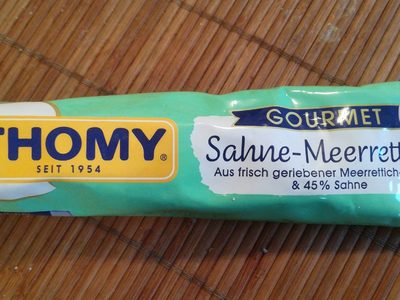 THOMY®
SEIT 1954
GOURMET
Sahne-Meerrett
Aus frisch geriebener Meerrettich-
& 45% Sahne